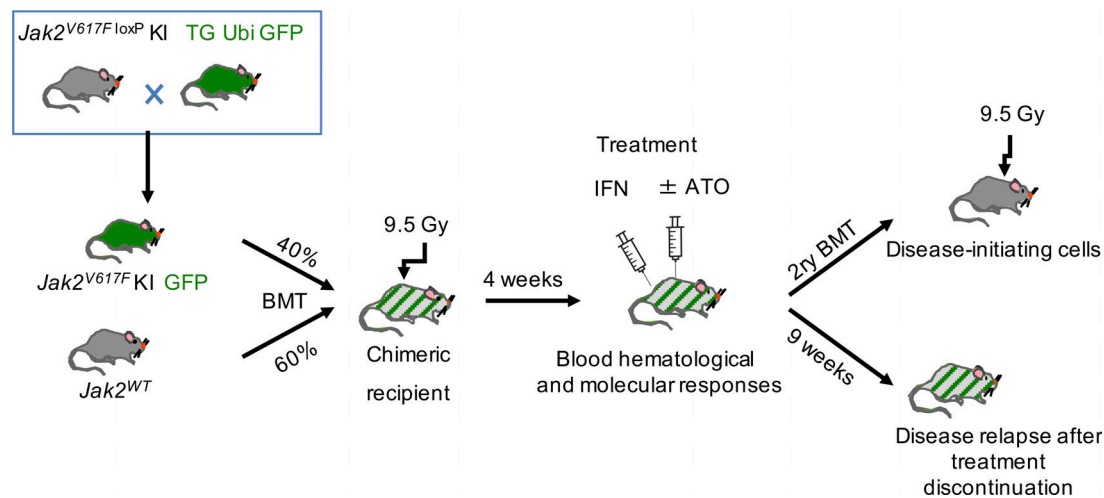 Jak2V617F loxP KI TG Ubi GFP
Jak2V617F KI GFP
Jak2WT
40%
BMT
60%
9.5 Gy
Chimeric
recipient
4 weeks
Treatment
IFN ± ATO
Blood hematological
and molecular responses
2ry BMT
9 weeks
9.5 Gy
Disease-initiating cells
Disease relapse after
treatment
discontinuation